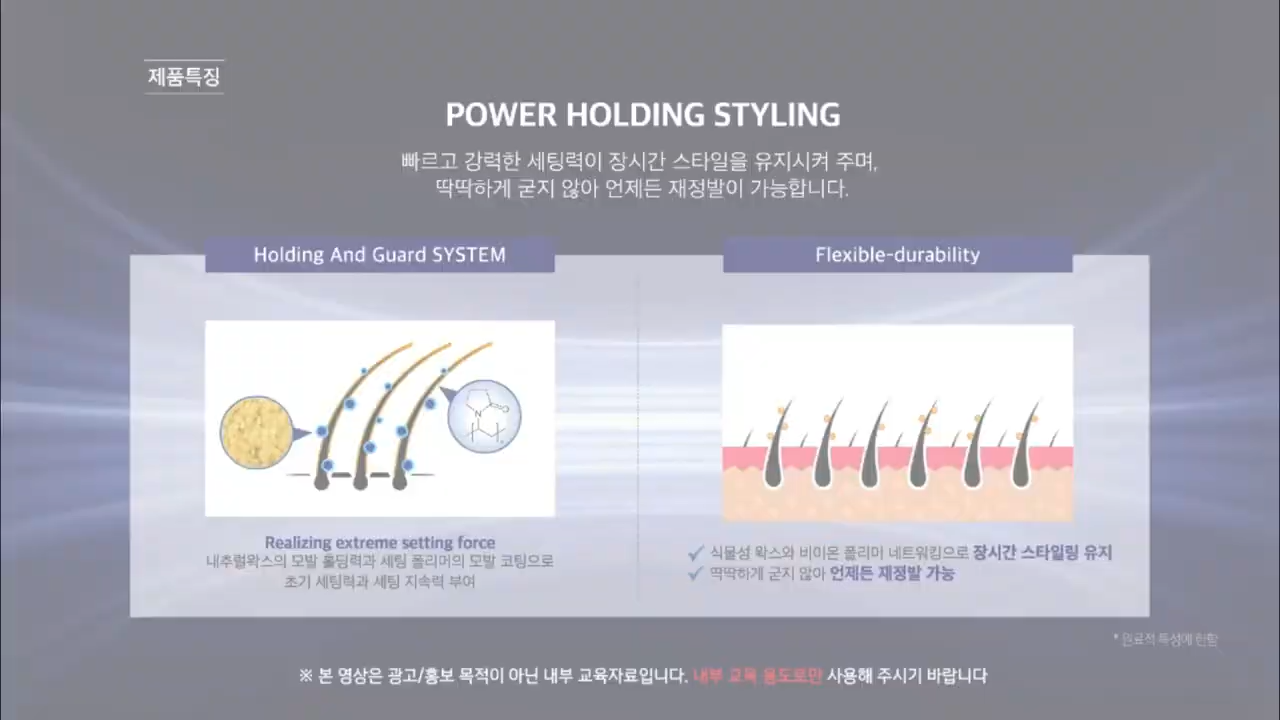 제품특징
POWER HOLDING STYLING
빠르고 강력한 세팅력이 장시간 스타일을 유지시켜 주며,
딱딱하게 굳지 않아 언제든 재정발이 가능합니다.
Holding And Guard SYSTEM
Flexible-durability
N
O
n
Realizing extreme setting force
내추럴왁스의 모발 홀딩력과 세팅 폴리머의 모발 코팅으로
초기 세팅력과 세팅 지속력 부여
식물성 왁스와 비이온 폴리머 네트워킹으로 장시간 스타일링 유지
딱딱하게 굳지 않아 언제든 재정발 가능
* 원료적 특성에 한함
※ 본 영상은 광고/홍보 목적이 아닌 내부 교육자료입니다. 내부 교육 용도로만 사용해 주시기 바랍니다